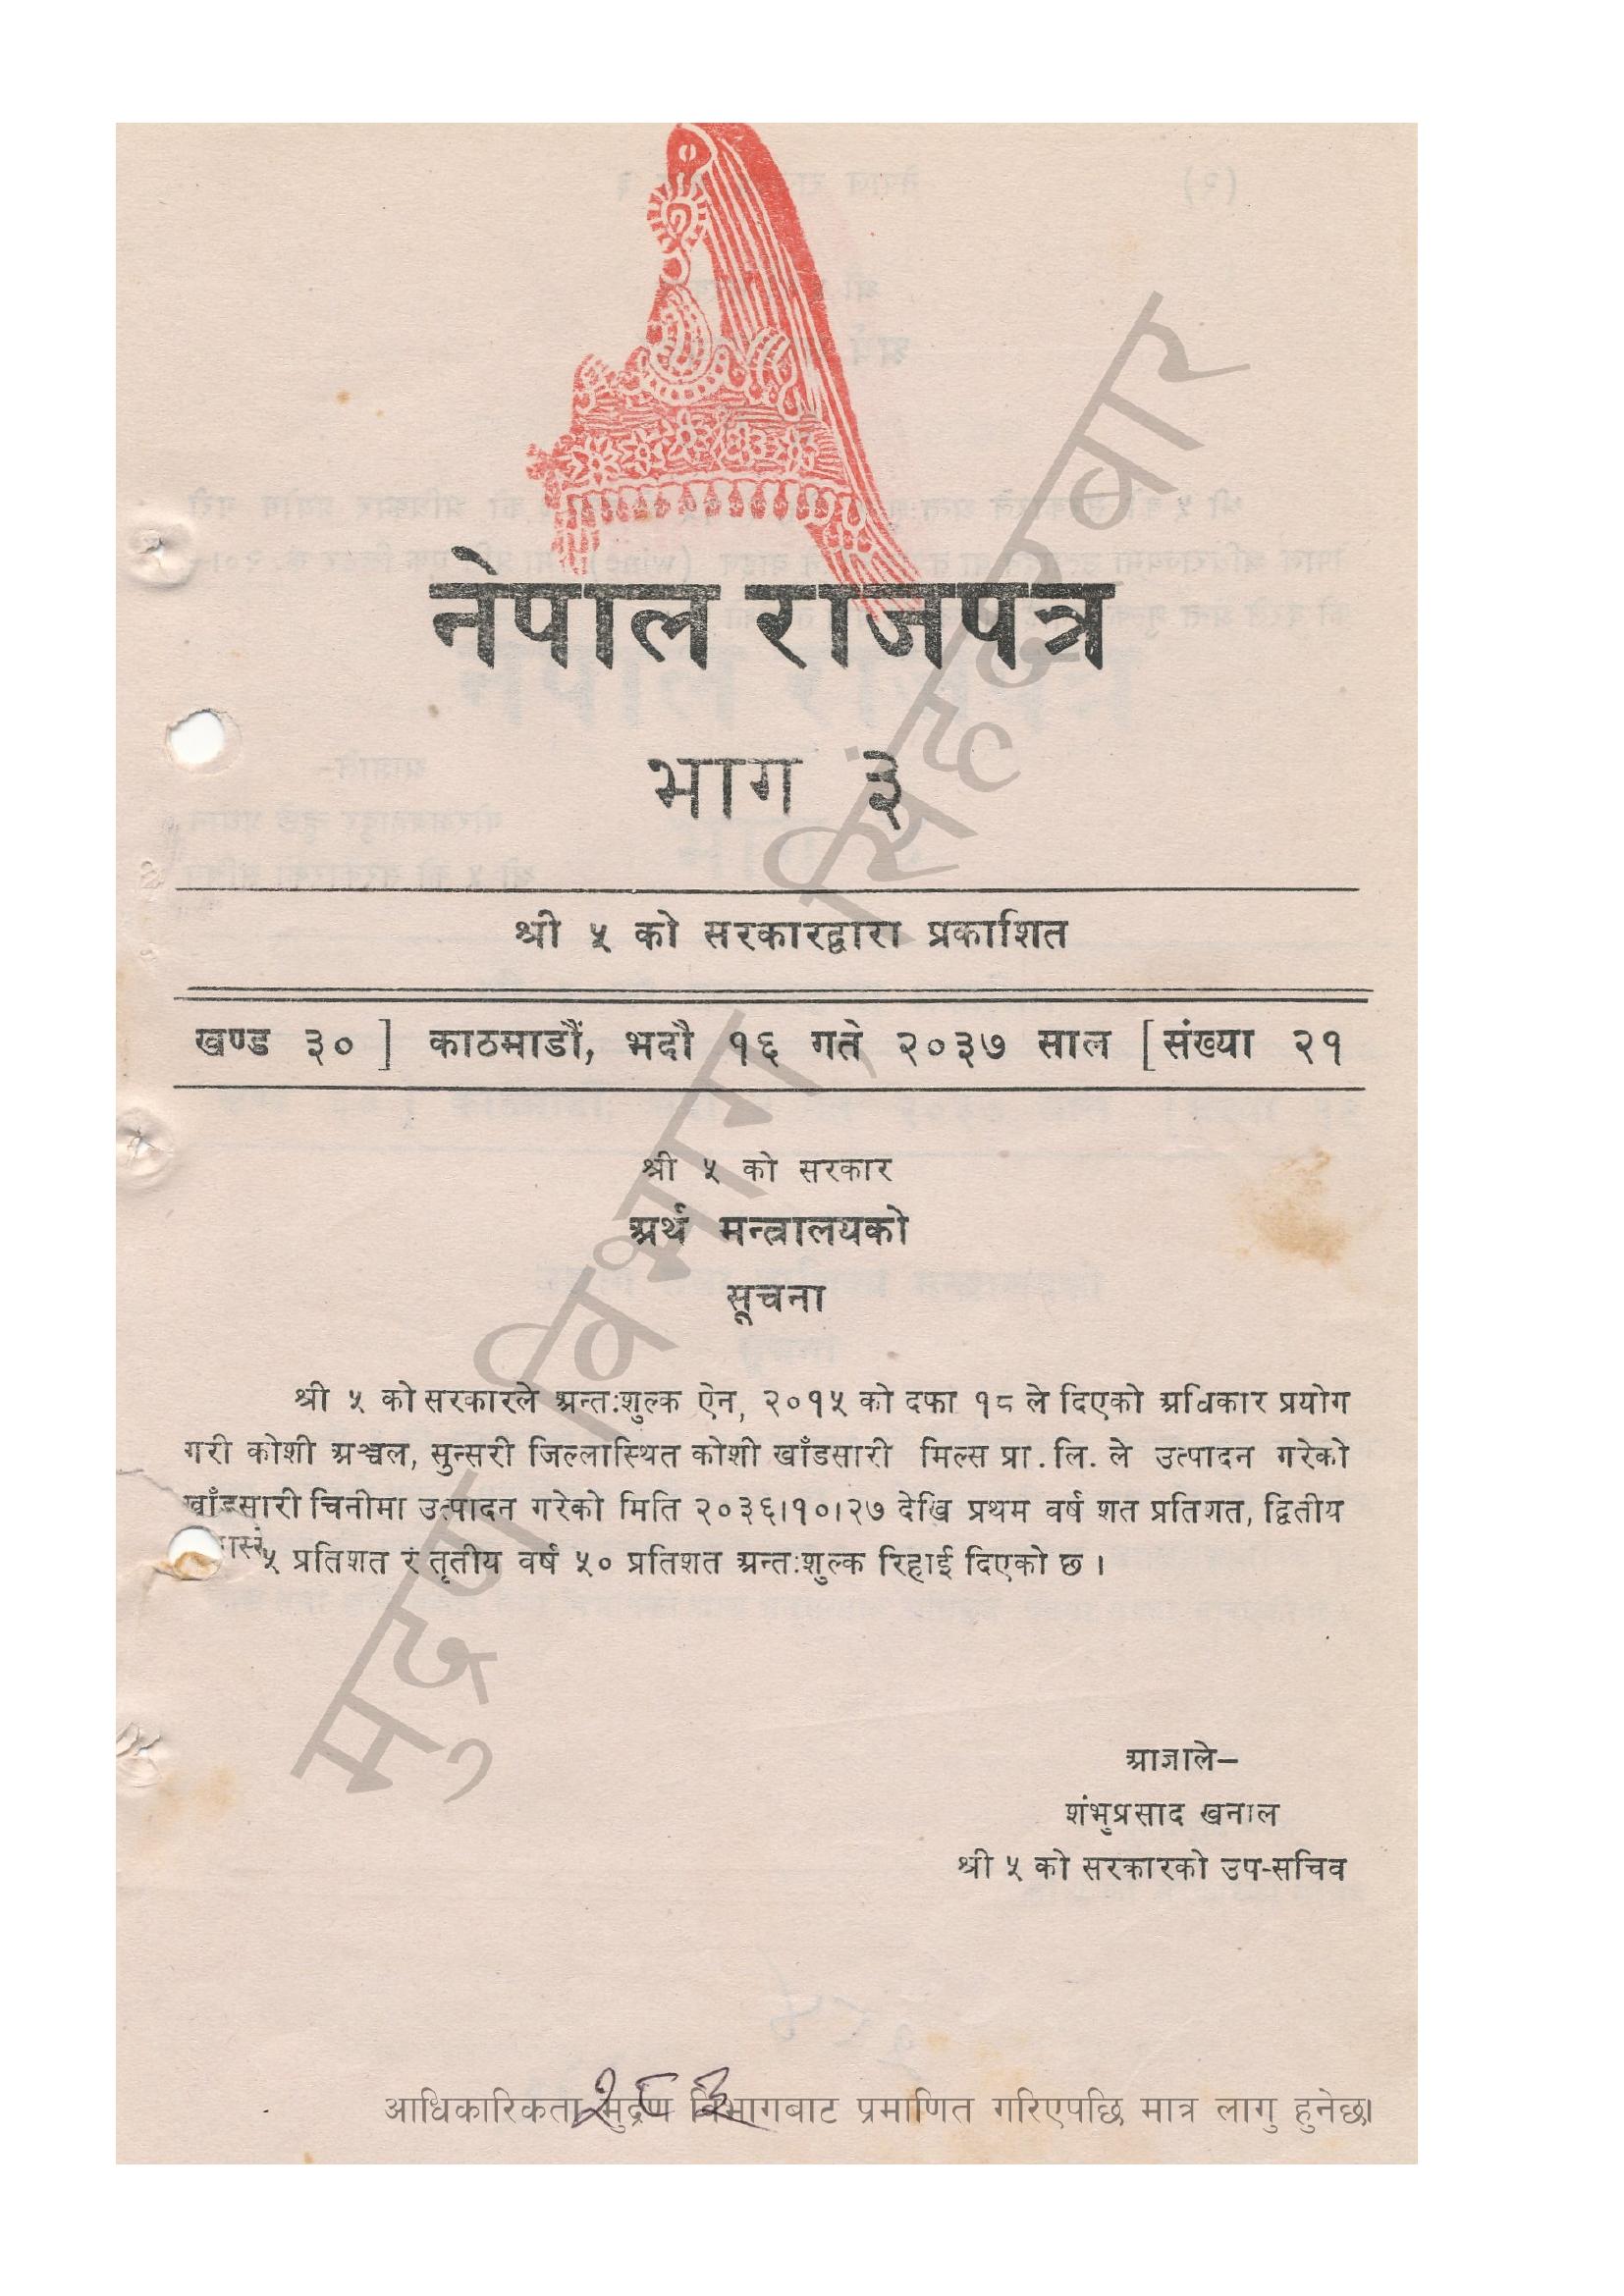 नेपाल राजपत्र
भाग ३
श्री ५ को सरकारद्वारा प्रकाशित
खण्ड ३० ] काठमाडौं, भदौ १६ गते २०३७ साल [ संख्या २१
श्री ५ को सरकार
अर्थ मन्त्रालयको
सूचना
श्री ५ को सरकारले अन्तःशुल्क ऐन, २०१५ को दफा १८ ले दिएको अधिकार प्रयोग
गरी कोशी अञ्चल, सुन्सरी जिल्लास्थित कोशी खाँडसारी मिल्स प्रा. लि. ले उत्पादन गरेको
खाँडसारी चिनीमा उत्पादन गरेको मिति २०३६।१०।२७ देखि प्रथम वर्ष शत प्रतिशत, द्वितीय
५ प्रतिशत र तृतीय वर्ष ५० प्रतिशत अन्तःशुल्क रिहाई दिएको छ ।
आज्ञाले–
शंभुप्रसाद खनाल
श्री ५ को सरकारको उप-सचिव
२८३
आधिकारिकता मुद्रण विभागबाट प्रमाणित गरिएपछि मात्र लागु हुनेछ।
मुद्रण विभाग, सिंहदरबार